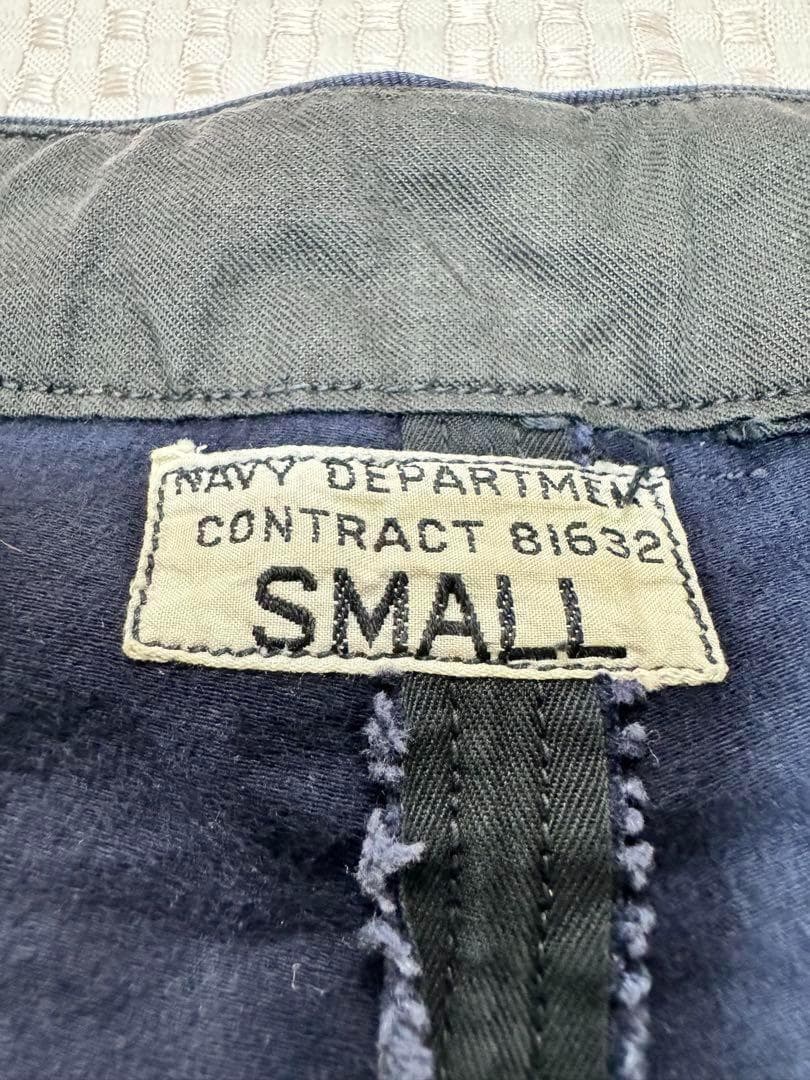 NAVY DEPARTMENT
CONTRACT 81632
SMALL